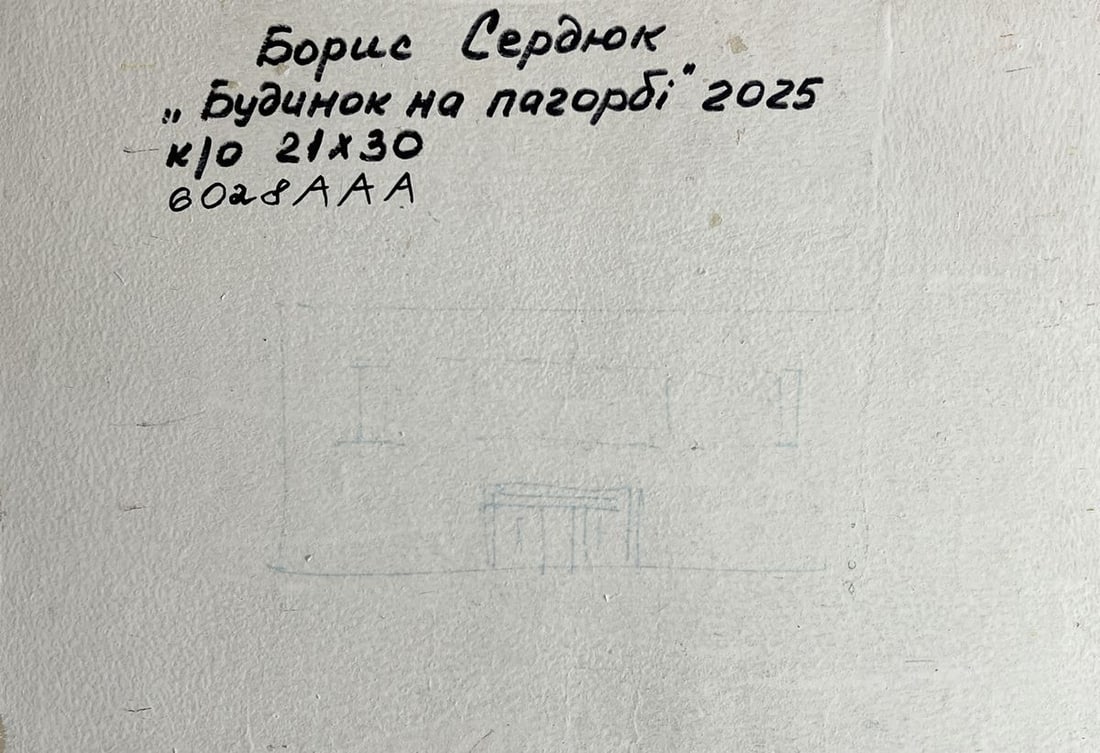 Борис Сердюк
„Будинок на пагорбі" 2025
к/о 21х30
6028ААА